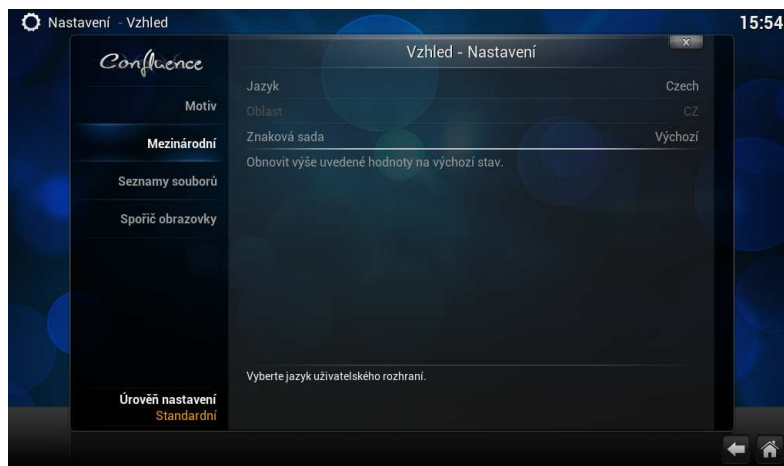 Nastavení - Vzhled
15:54
Confluence
Motiv
Mezinárodní
Seznamy souborů
Spořič obrazovky
Úrověň nastavení
Standardní
Vzhled - Nastavení
x
Jazyk Czech
Oblast CZ
Znaková sada Výchozí
Obnovit výše uvedené hodnoty na výchozí stav.
Vyberte jazyk uživatelského rozhraní.